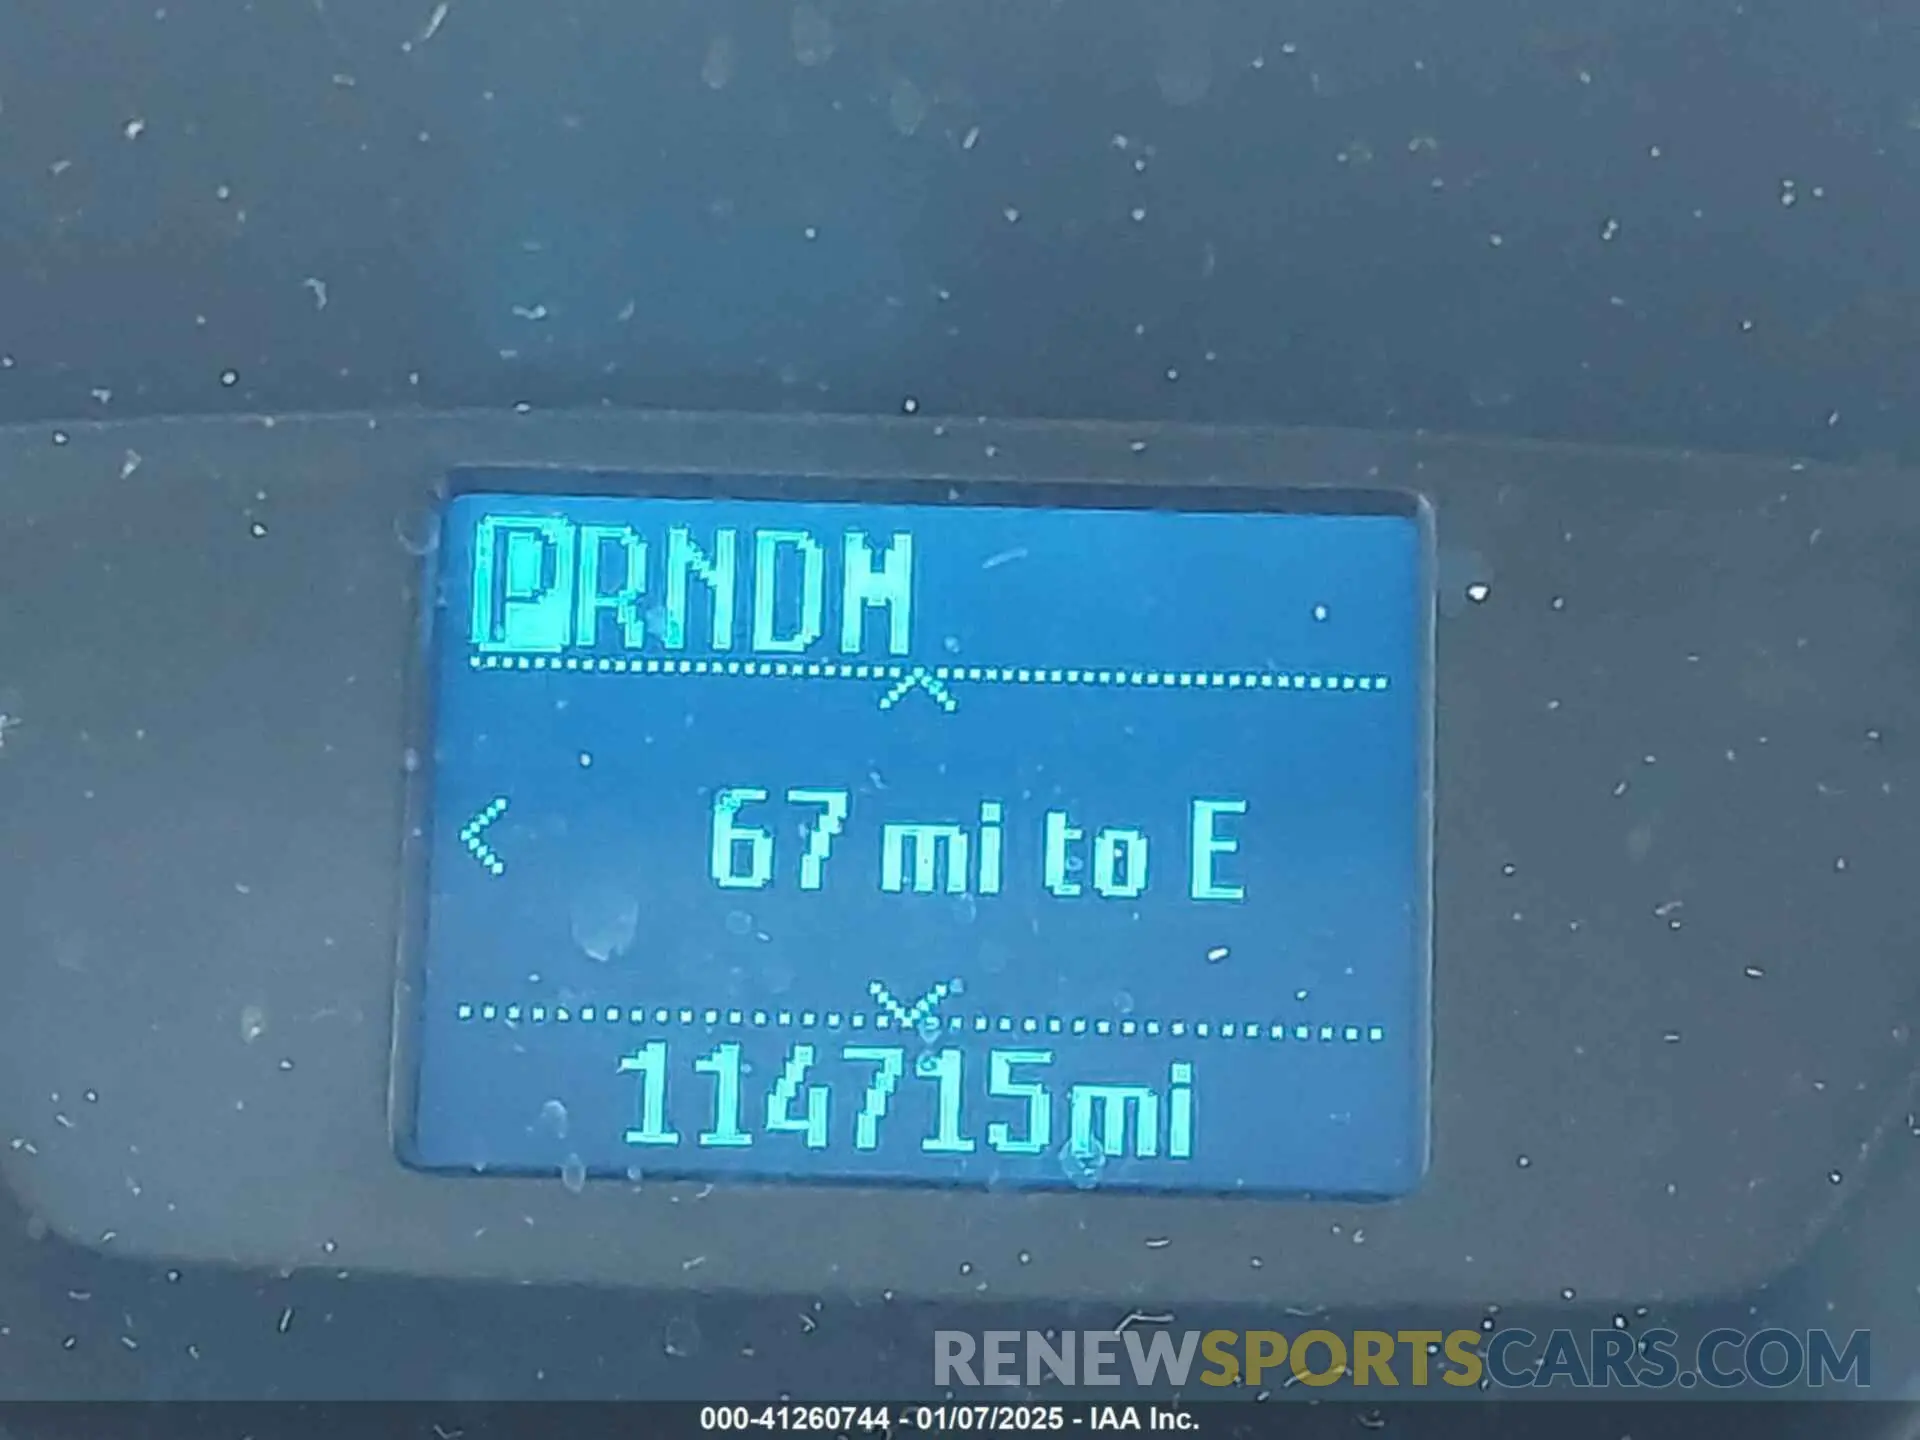 PRNDM
67 mi to E
114715mi
RENEWSPORTSCARS.COM
000-41260744 - 01/07/2025 - IAA Inc.